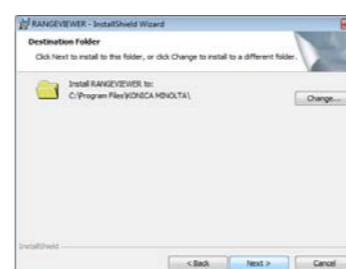 RANGEVIEWER - InstallShield Wizard
Destination Folder
Click Next to install to this folder, or click Change to install to a different folder.
Install RANGEVIEWER to:
C:\Program Files\KONICA MINOLTA\
Change...
InstallShield
< Back
Next >
Cancel